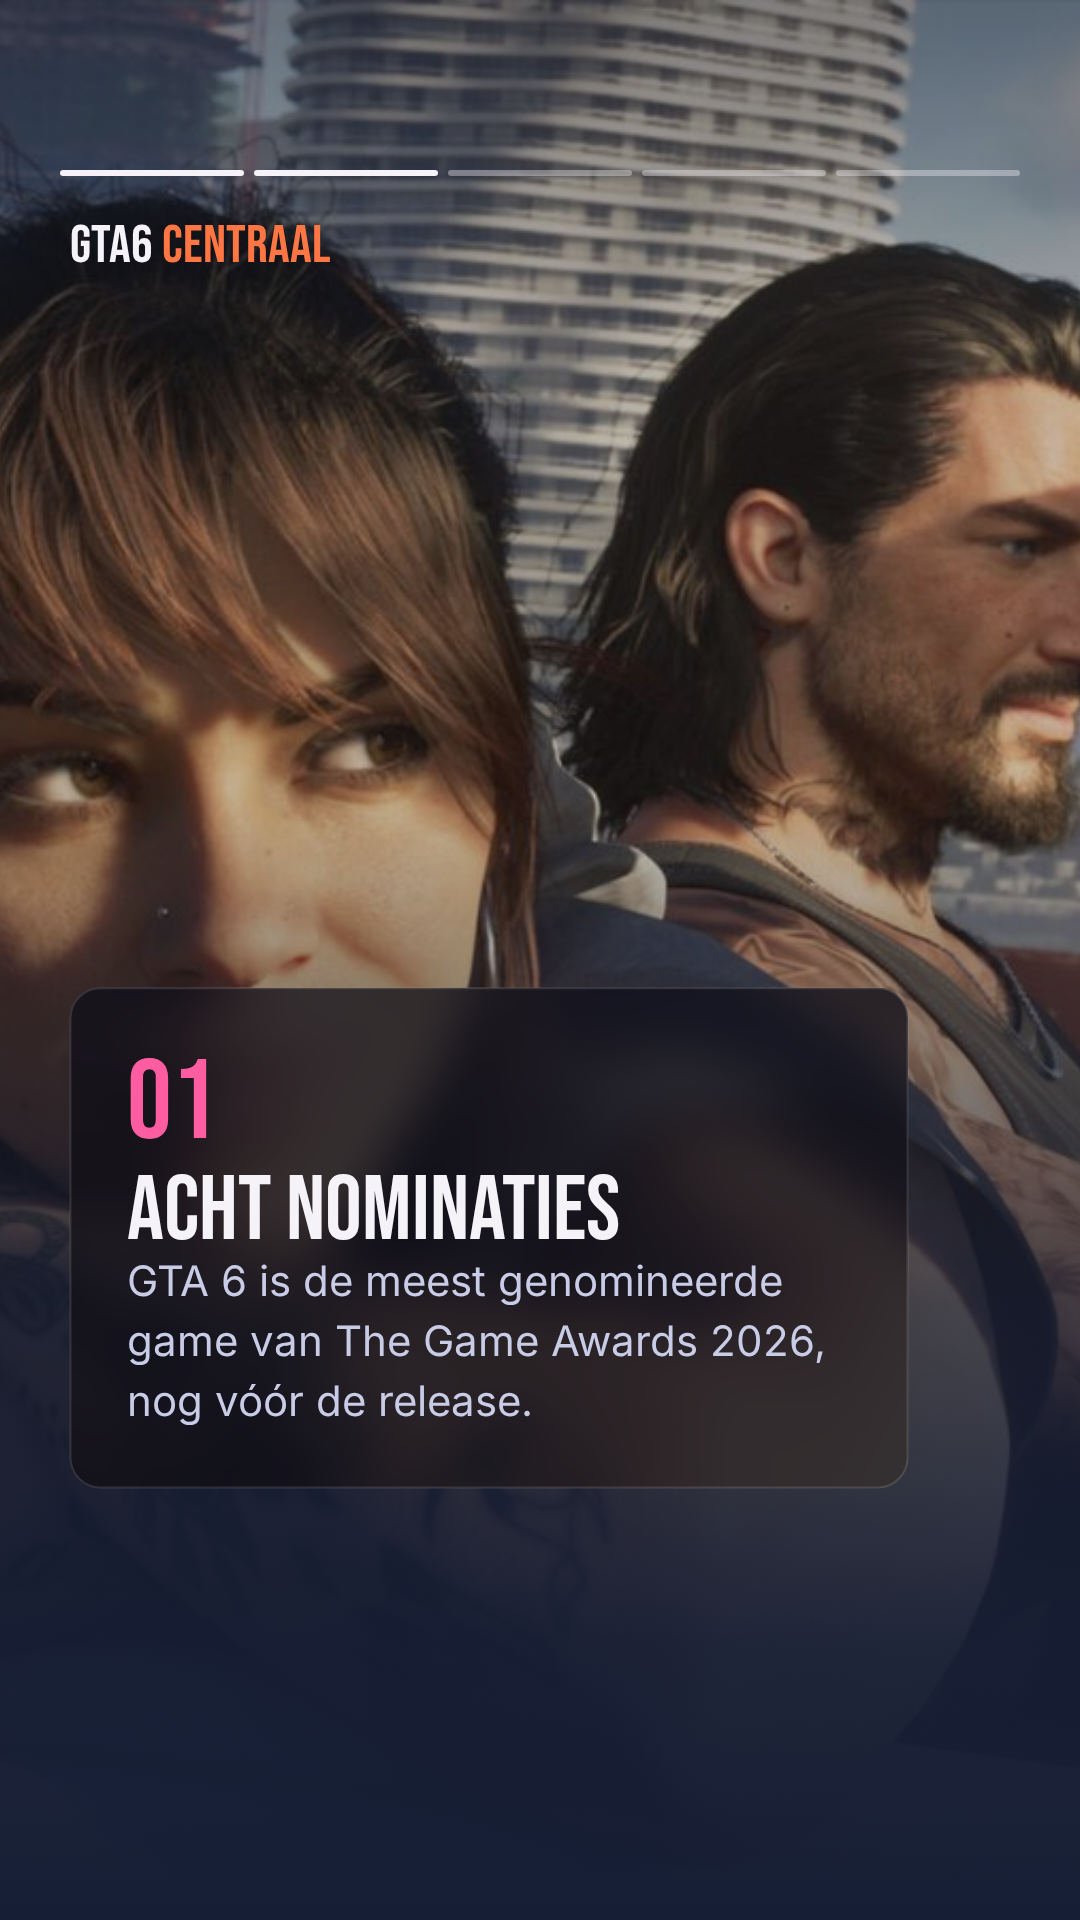 GTA6 CENTRAAL
01
ACHT NOMINATIES
GTA 6 is de meest genomineerde
game van The Game Awards 2026,
nog vóór de release.